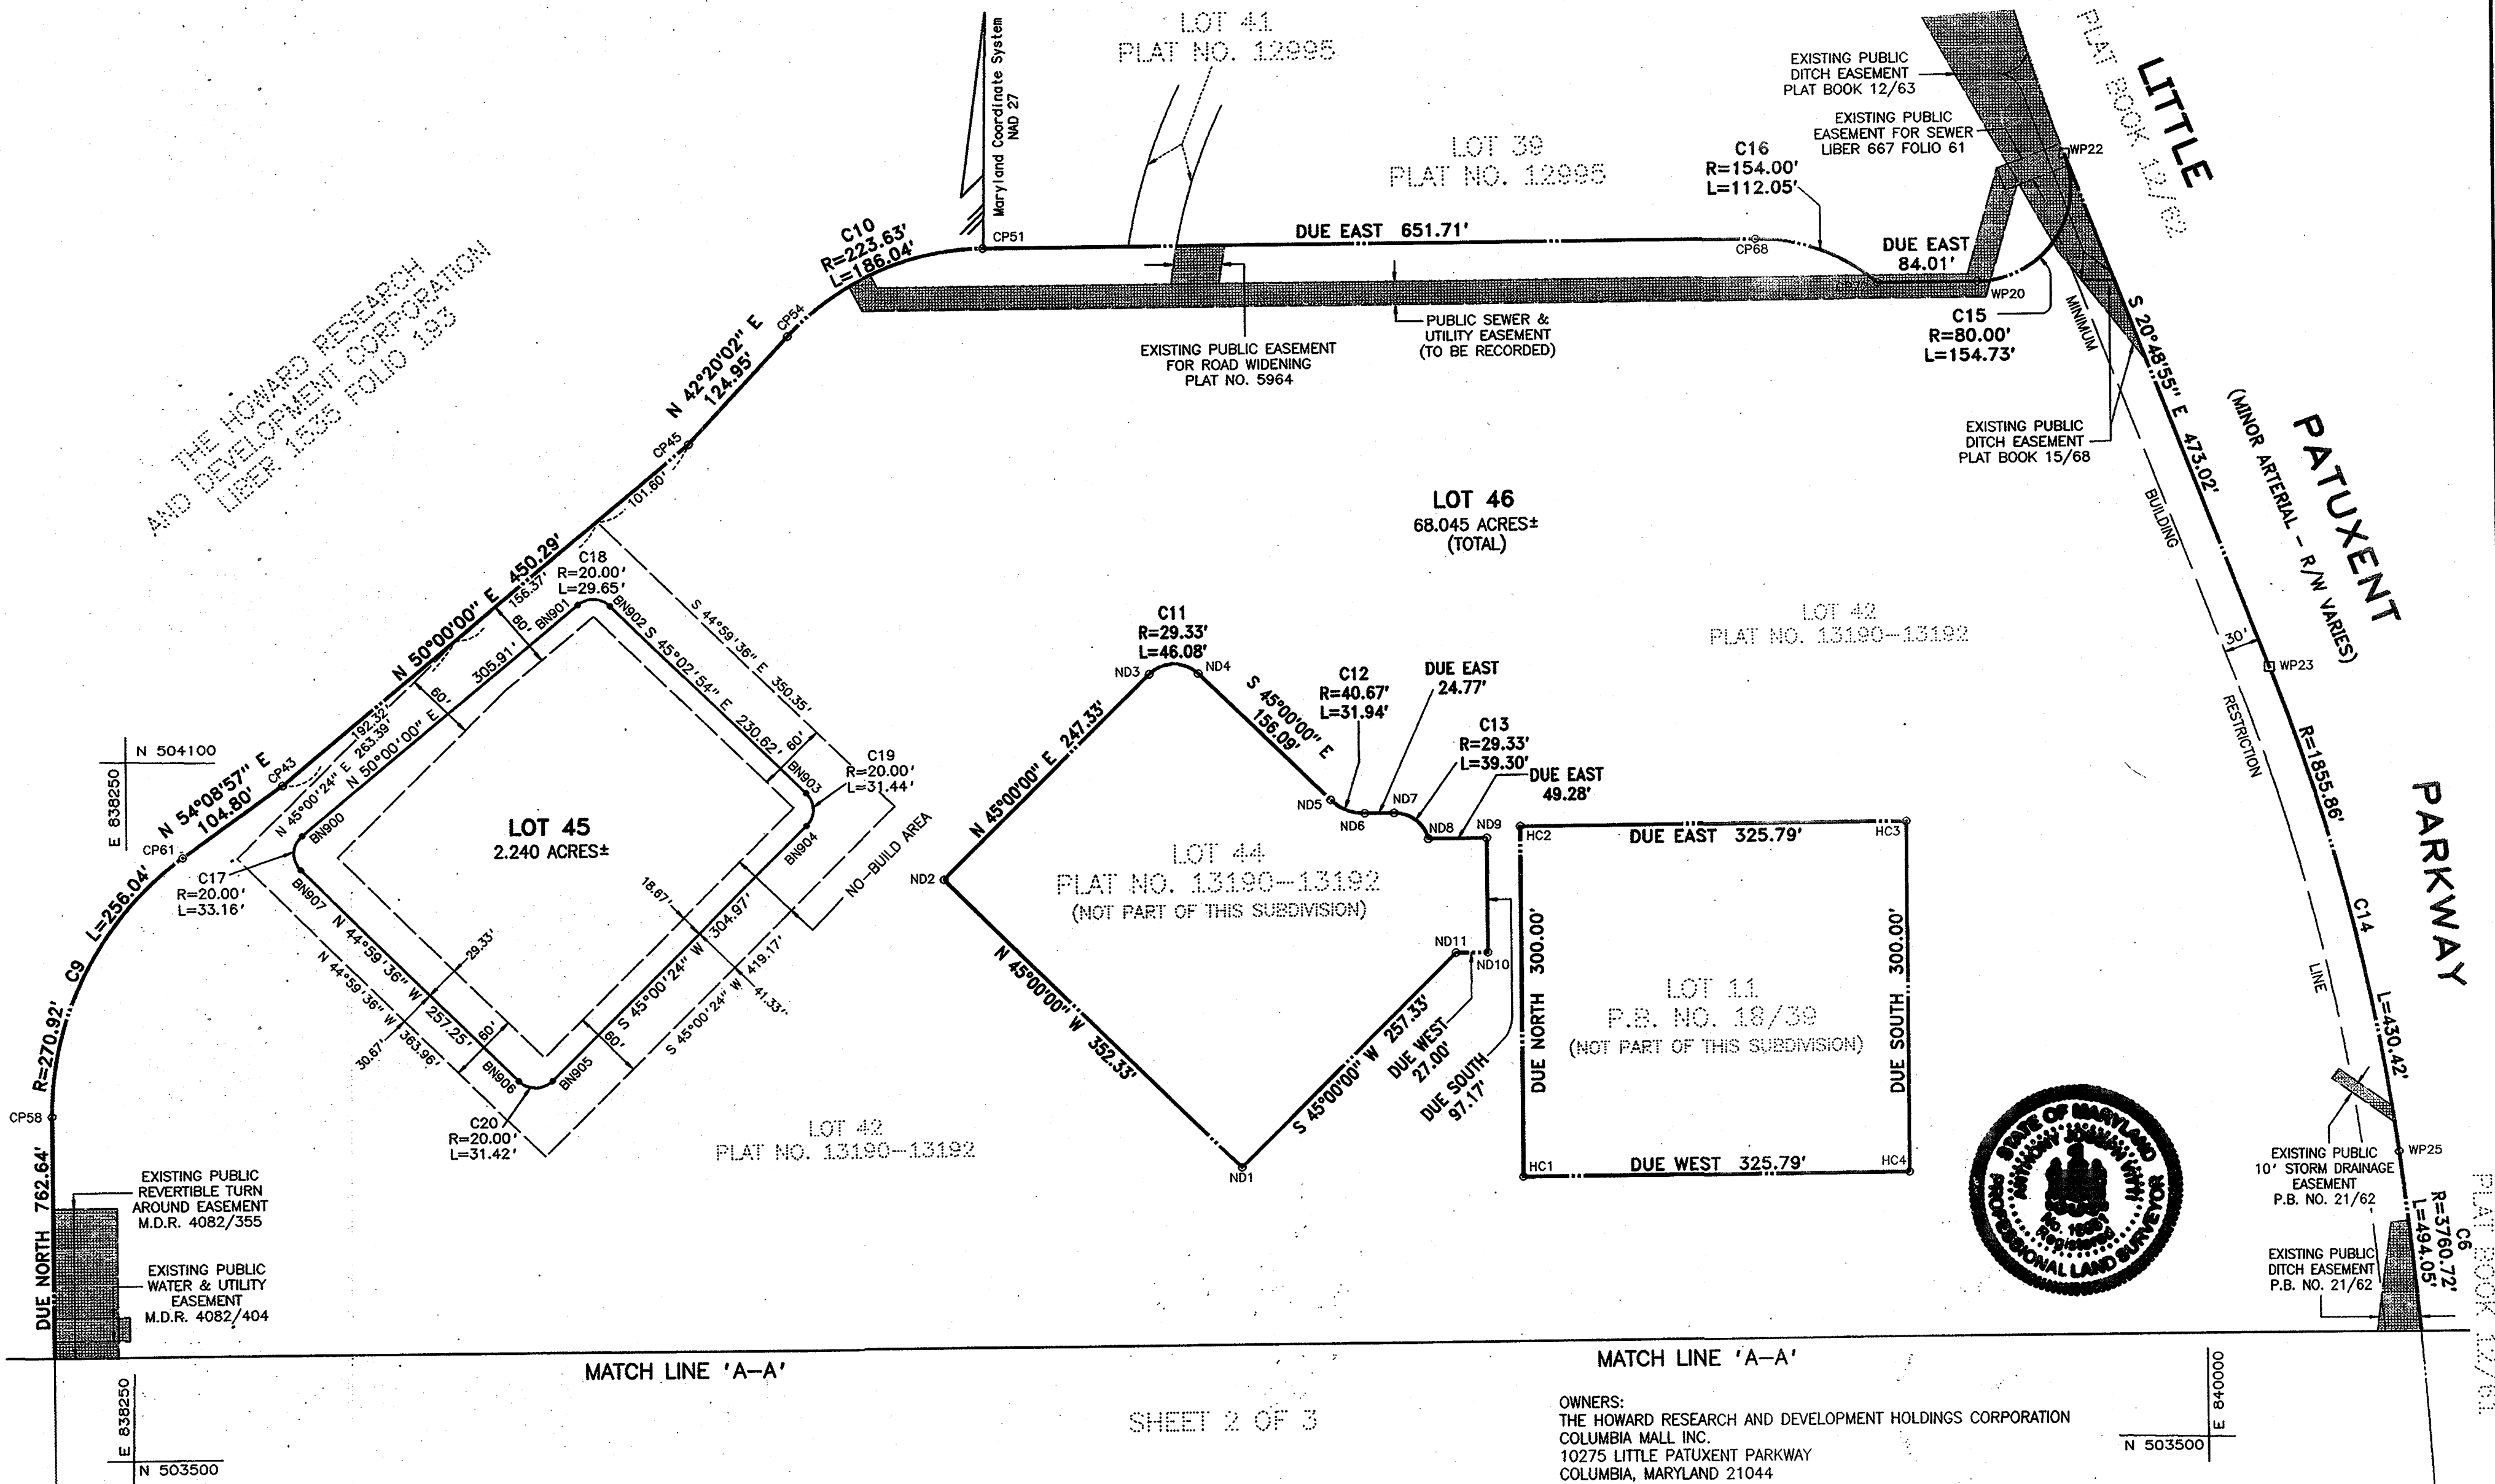 LOT 41
PLAT NO. 12995
Maryland Coordinate System
NAD 27
LOT 39
PLAT NO. 12995
EXISTING PUBLIC
DITCH EASEMENT
PLAT BOOK 12/63
EXISTING PUBLIC
EASEMENT FOR SEWER
LIBER 667 FOLIO 61
C16
R=154.00'
L=112.05'
WP22
PLAT BOOK 12/62
LITTLE
PATUXENT
PARKWAY
(MINOR ARTERIAL - R/W VARIES)
C10
R=223.63'
L=186.04'
CP51
DUE EAST 651.71'
CP68
DUE EAST
84.01'
WP20
C15
R=80.00'
L=154.73'
MINIMUM
BUILDING
RESTRICTION
LINE
S 20°48'55" E 473.02'
EXISTING PUBLIC
DITCH EASEMENT
PLAT BOOK 15/68
EXISTING PUBLIC EASEMENT
FOR ROAD WIDENING
PLAT NO. 5964
PUBLIC SEWER &
UTILITY EASEMENT
(TO BE RECORDED)
THE HOWARD RESEARCH
AND DEVELOPMENT CORPORATION
LIBER 1535 FOLIO 193
CP54
N 42°20'02" E
124.95'
CP45
101.60'
N 50°00'00" E 450.29'
156.37'
LOT 46
68.045 ACRES±
(TOTAL)
LOT 42
PLAT NO. 13190-13192
30'
WP23
R=1855.86'
C14
L=430.42'
C18
R=20.00'
L=29.65'
BN901
BN902
S 44°59'36" E 350.35'
S 45°02'54" E 230.62'
60'
60'
60'
305.91'
N 50°00'00" E
192.32'
263.39'
N 45°00'24" E
BN903
C19
R=20.00'
L=31.44'
BN904
NO-BUILD AREA
N 504100
E 838250
CP43
N 54°08'57" E
104.80'
CP61
BN900
LOT 45
2.240 ACRES±
C17
R=20.00'
L=33.16'
BN907
L=256.04'
C9
R=270.92'
CP58
N 44°59'36" W 257.25'
N 44°59'36" W 363.96'
29.33'
30.67'
60'
60'
18.67'
41.33'
S 45°00'24" W 304.97'
S 45°00'24" W 419.17'
BN906
BN905
C20
R=20.00'
L=31.42'
C11
R=29.33'
L=46.08'
ND3
ND4
N 45°00'00" E 247.33'
S 45°00'00" E
156.09'
C12
R=40.67'
L=31.94'
DUE EAST
24.77'
C13
R=29.33'
L=39.30'
DUE EAST
49.28'
ND5
ND6
ND7
ND8
ND9
ND2
LOT 44
PLAT NO. 13190-13192
(NOT PART OF THIS SUBDIVISION)
ND11
ND10
N 45°00'00" W 352.33'
S 45°00'00" W 257.33'
DUE WEST
27.00'
DUE SOUTH
97.17'
ND1
HC2
DUE EAST 325.79'
HC3
DUE NORTH 300.00'
DUE SOUTH 300.00'
LOT 11
P.B. NO. 18/39
(NOT PART OF THIS SUBDIVISION)
HC1
DUE WEST 325.79'
HC4
LOT 42
PLAT NO. 13190-13192
DUE NORTH 762.64'
EXISTING PUBLIC
REVERTIBLE TURN
AROUND EASEMENT
M.D.R. 4082/355
EXISTING PUBLIC
WATER & UTILITY
EASEMENT
M.D.R. 4082/404
STATE OF MARYLAND
PROFESSIONAL LAND SURVEYOR
Registered
EXISTING PUBLIC
10' STORM DRAINAGE
EASEMENT
P.B. NO. 21/62
WP25
C6
R=3760.72'
L=494.05'
EXISTING PUBLIC
DITCH EASEMENT
P.B. NO. 21/62
PLAT BOOK 12/61
MATCH LINE 'A-A'
MATCH LINE 'A-A'
E 838250
N 503500
SHEET 2 OF 3
OWNERS:
THE HOWARD RESEARCH AND DEVELOPMENT HOLDINGS CORPORATION
COLUMBIA MALL INC.
10275 LITTLE PATUXENT PARKWAY
COLUMBIA, MARYLAND 21044
E 840000
N 503500